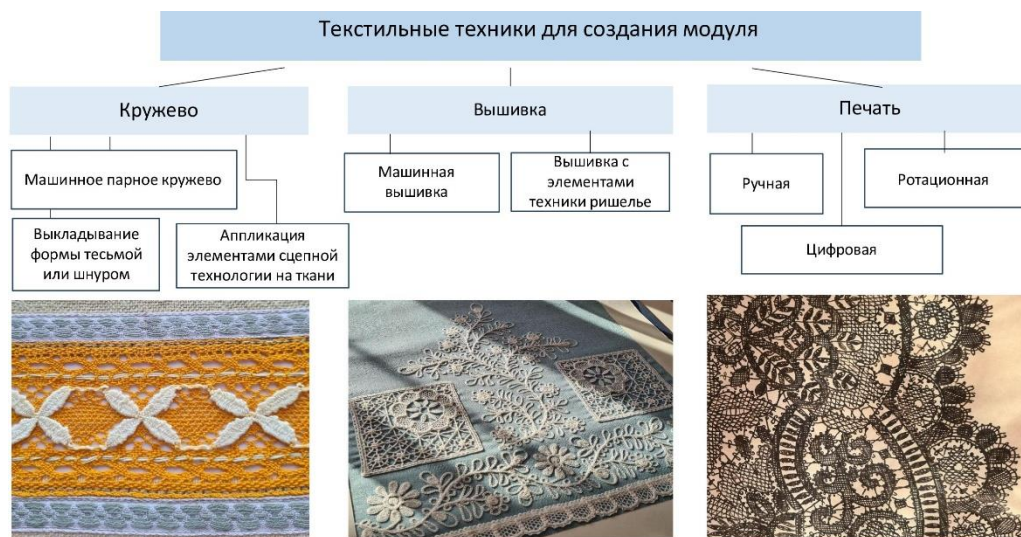 Текстильные техники для создания модуля
Кружево
Вышивка
Печать
Машинное парное кружево
Выкладывание
формы тесьмой
или шнуром
Аппликация
элементами сцепной
технологии на ткани
Машинная
вышивка
Вышивка с
элементами
техники ришелье
Ручная
Ротационная
Цифровая